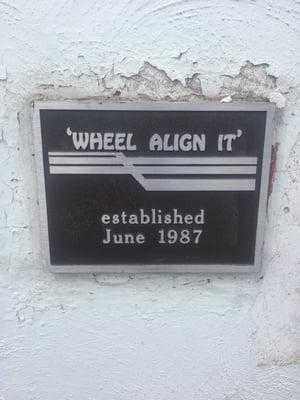 'WHEEL ALIGN IT'
established
June 1987